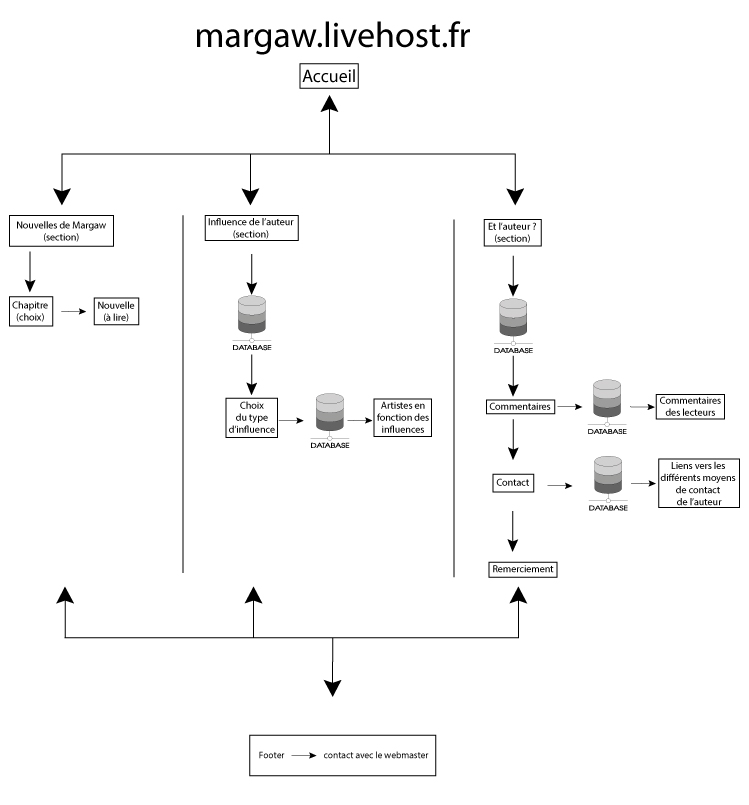 margaw.livehost.fr
Accueil
Nouvelles de Margaw
(section)
Chapitre
(choix)
Nouvelle
(à lire)
Influence de l'auteur
(section)
DATABASE
Choix
du type
d'influence
DATABASE
Artistes en
fonction des
influences
Et l'auteur ?
(section)
DATABASE
Commentaires
DATABASE
Commentaires
des lecteurs
Contact
DATABASE
Liens vers les
différents moyens
de contact
de l'auteur
Remerciement
Footer contact avec le webmaster